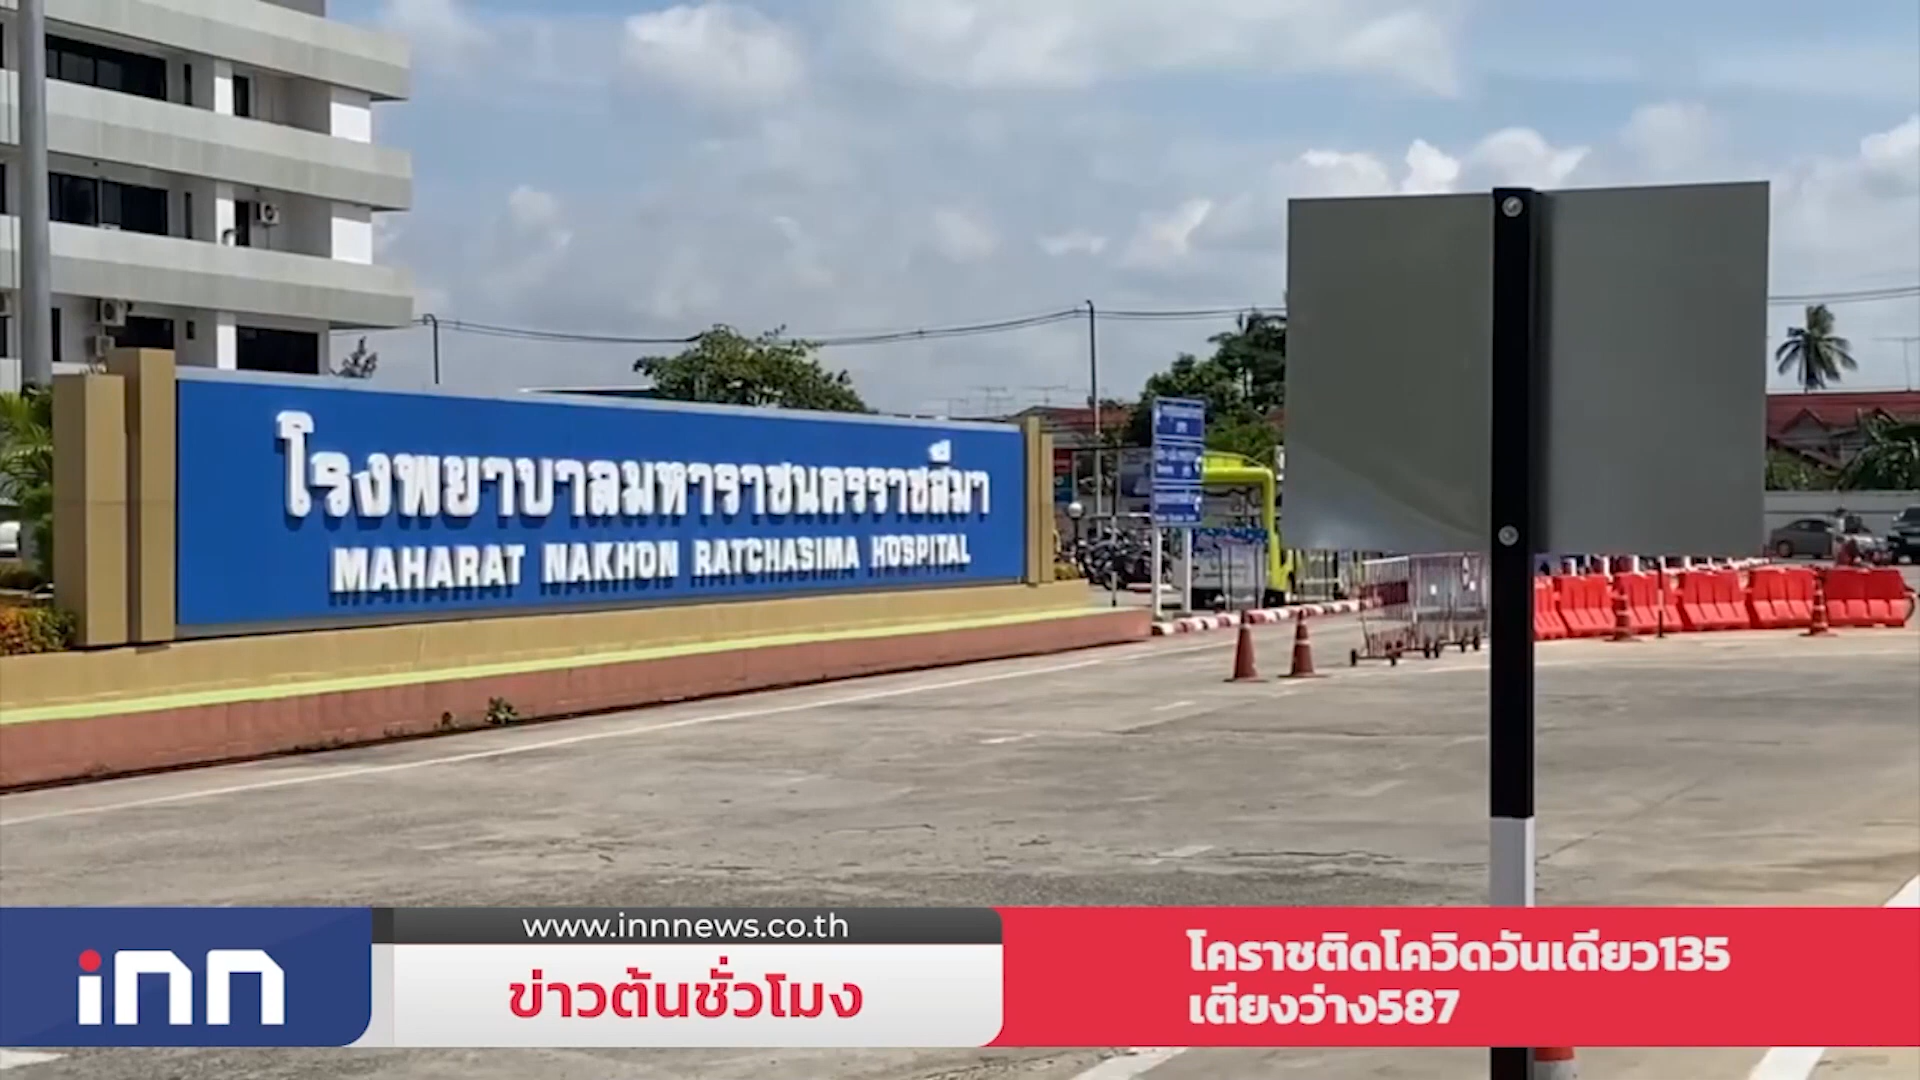 โรงพยาบาลมหาราชนครราชสีมา
MAHARAT NAKHON RATCHASIMA HOSPITAL
inn
www.innnews.co.th
ข่าวต้นชั่วโมง
โคราชติดโควิดวันเดียว135
เตียงว่าง587